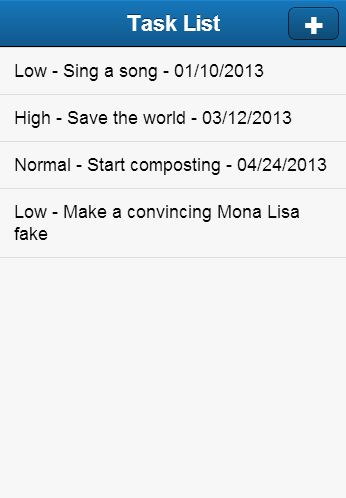 Task List
Low - Sing a song - 01/10/2013
High - Save the world - 03/12/2013
Normal - Start composting - 04/24/2013
Low - Make a convincing Mona Lisa
fake